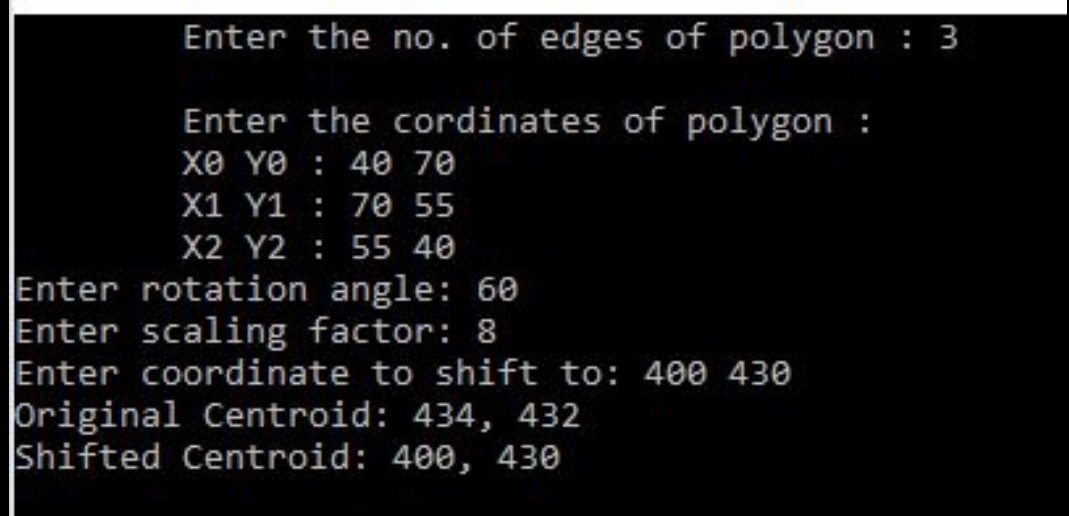 Enter the no. of edges of polygon : 3
Enter the cordinates of polygon :
X0 Y0 : 40 70
X1 Y1 : 70 55
X2 Y2 : 55 40
Enter rotation angle: 60
Enter scaling factor: 8
Enter coordinate to shift to: 400 430
Original Centroid: 434, 432
Shifted Centroid: 400, 430